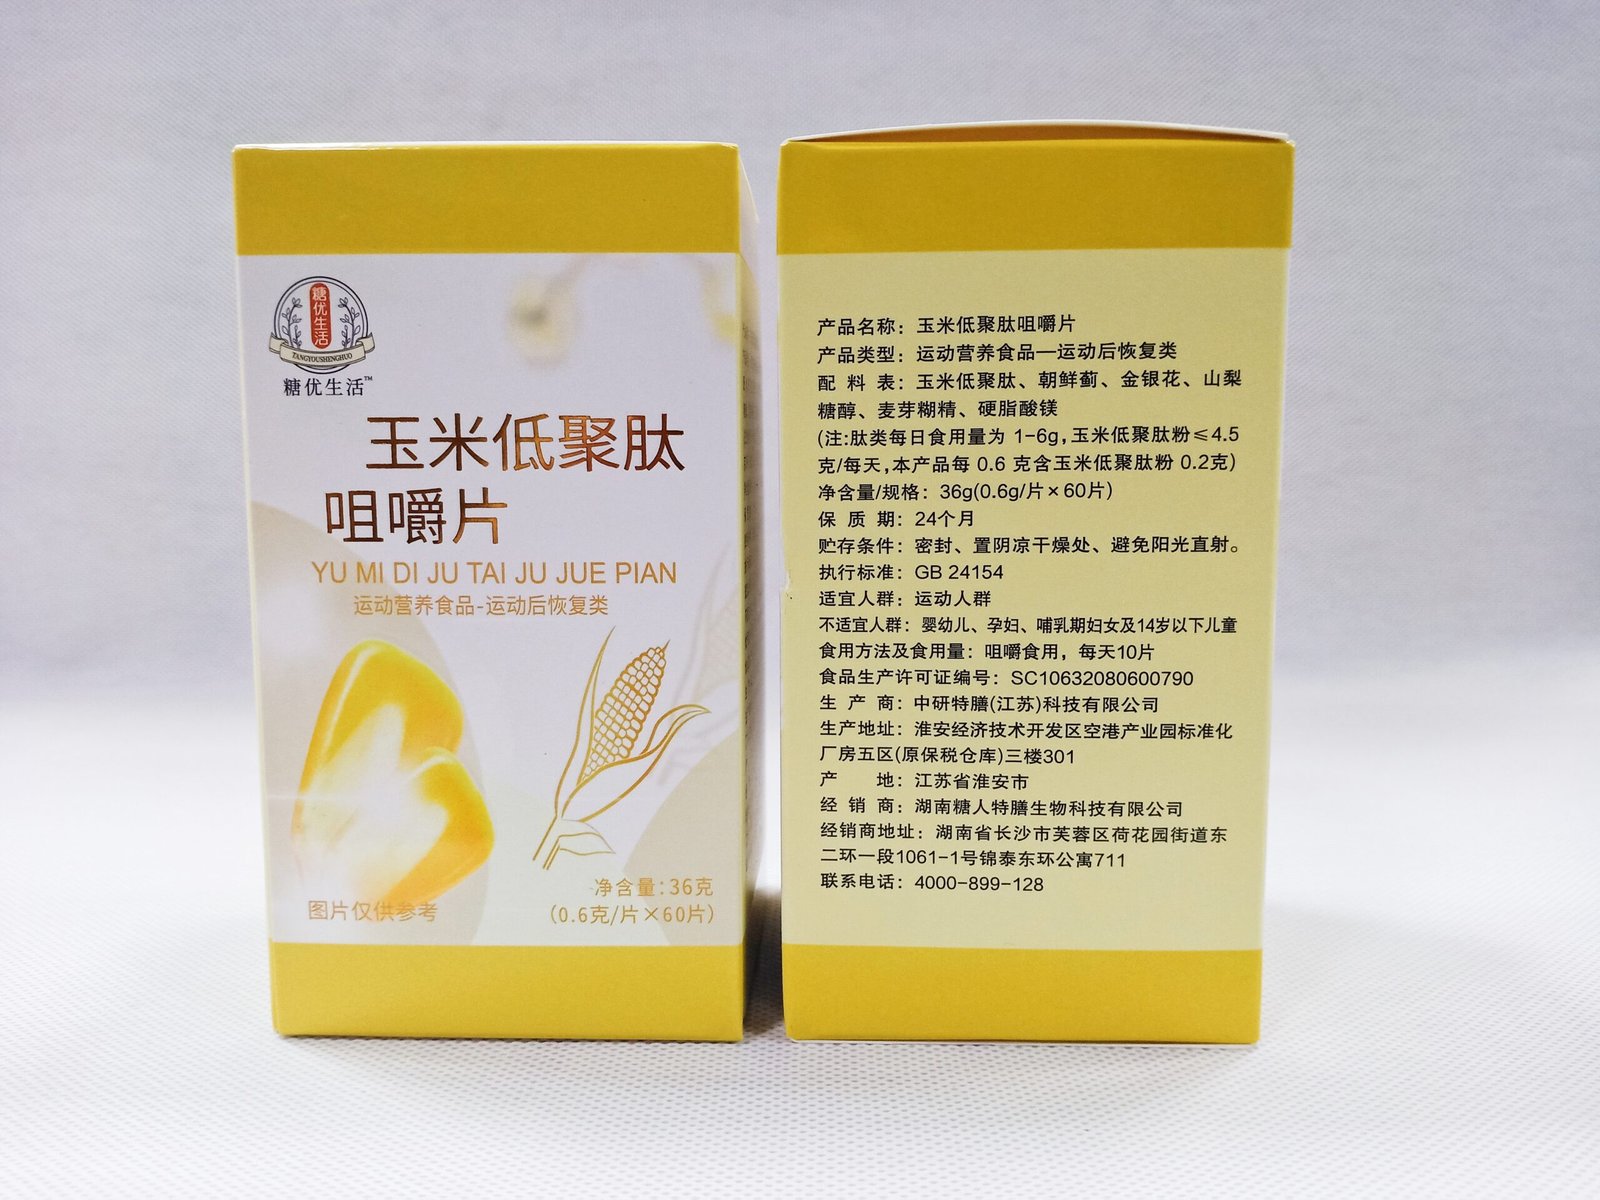 糖优生活
ZANGYOUSHENGHUO
糖优生活™
玉米低聚肽
咀嚼片
YU MI DI JU TAI JU JUE PIAN
运动营养食品-运动后恢复类
图片仅供参考
净含量:36克
(0.6克/片×60片)
产品名称：玉米低聚肽咀嚼片
产品类型：运动营养食品—运动后恢复类
配 料 表：玉米低聚肽、朝鲜蓟、金银花、山梨
糖醇、麦芽糊精、硬脂酸镁
(注:肽类每日食用量为 1-6g,玉米低聚肽粉≤4.5
克/每天,本产品每 0.6 克含玉米低聚肽粉 0.2克)
净含量/规格：36g(0.6g/片×60片)
保 质 期：24个月
贮存条件：密封、置阴凉干燥处、避免阳光直射。
执行标准：GB 24154
适宜人群：运动人群
不适宜人群：婴幼儿、孕妇、哺乳期妇女及14岁以下儿童
食用方法及食用量：咀嚼食用，每天10片
食品生产许可证编号：SC10632080600790
生 产 商：中研特膳(江苏)科技有限公司
生产地址：淮安经济技术开发区空港产业园标准化
厂房五区(原保税仓库)三楼301
产 地：江苏省淮安市
经 销 商：湖南糖人特膳生物科技有限公司
经销商地址：湖南省长沙市芙蓉区荷花园街道东
二环一段1061-1号锦泰东环公寓711
联系电话：4000-899-128